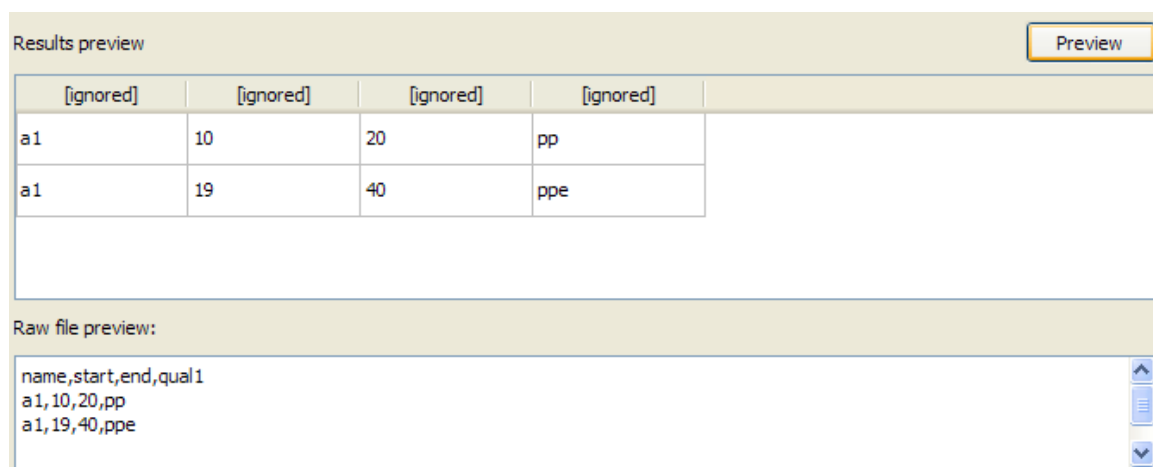 Results preview Preview
[ignored] [ignored] [ignored] [ignored]
a1 10 20 pp
a1 19 40 ppe
Raw file preview:
name,start,end,qual1
a1,10,20,pp
a1,19,40,ppe